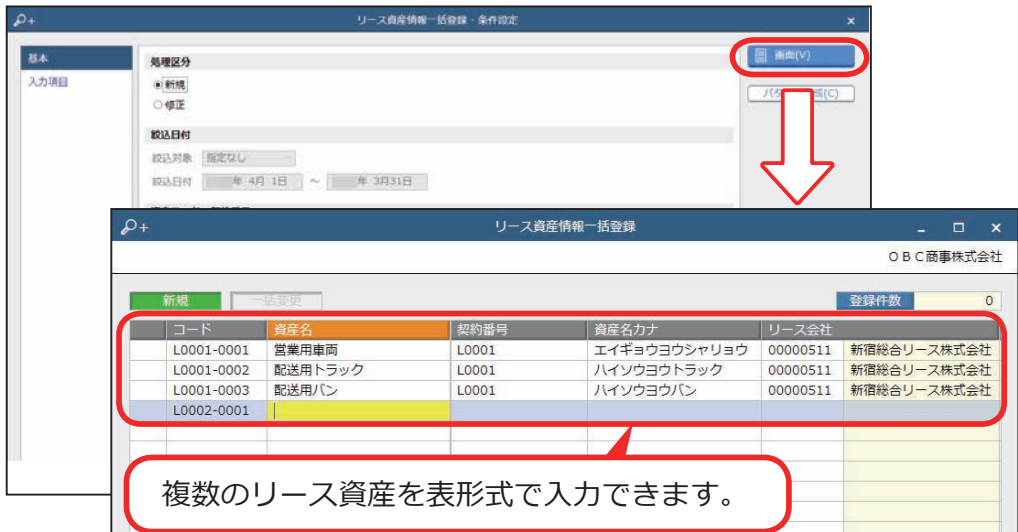 リース資産情報一括登録 - 条件設定
基本
入力項目
処理区分
新規
修正
画面(V)
絞込日付
絞込対象 指定なし
絞込日付 年 4月 1日 ～ 年 3月31日
リース資産情報一括登録
ＯＢＣ商事株式会社
新規 一括変更 登録件数 0
コード 資産名 契約番号 資産名カナ リース会社
L0001-0001 営業用車両 L0001 エイギョウヨウシャリョウ 00000511 新宿総合リース株式会社
L0001-0002 配送用トラック L0001 ハイソウヨウトラック 00000511 新宿総合リース株式会社
L0001-0003 配送用バン L0001 ハイソウヨウバン 00000511 新宿総合リース株式会社
L0002-0001
複数のリース資産を表形式で入力できます。